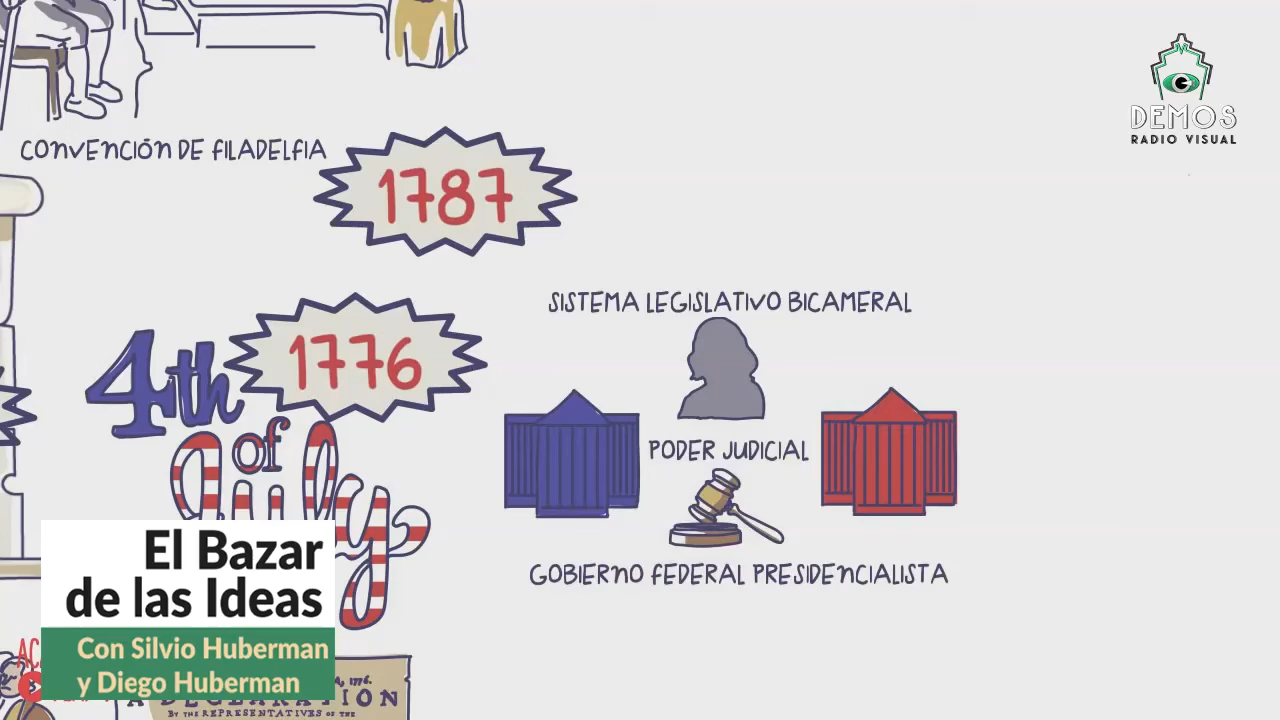 DEMOS
RADIO VISUAL
CONVENCIÓN DE FILADELFIA
1787
SISTEMA LEGISLATIVO BICAMERAL
1776
4th
of
July
PODER JUDICIAL
GOBIERNO FEDERAL PRESIDENCIALISTA
El Bazar
de las Ideas
Con Silvio Huberman
y Diego Huberman
1776.
A DECLARATION
BY THE REPRESENTATIVES OF THE